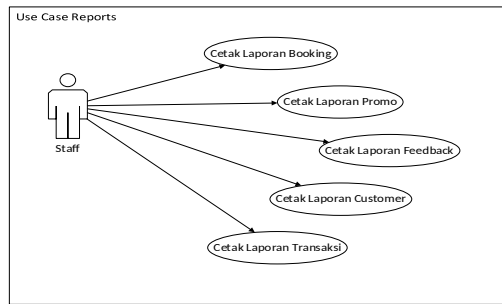 Use Case Reports
Cetak Laporan Booking
Cetak Laporan Promo
Staff
Cetak Laporan Feedback
Cetak Laporan Customer
Cetak Laporan Transaksi